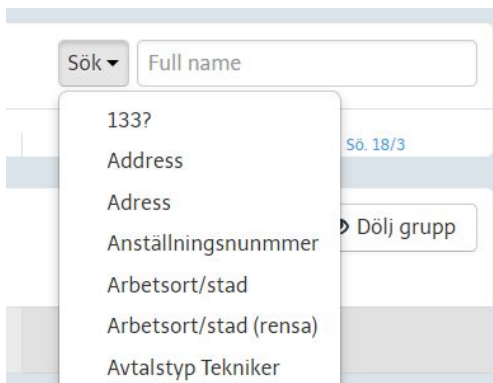 Sök Full name
133?
Address
Sö. 18/3
Adress
Dölj grupp
Anställningsnunmmer
Arbetsort/stad
Arbetsort/stad (rensa)
Avtalstyp Tekniker